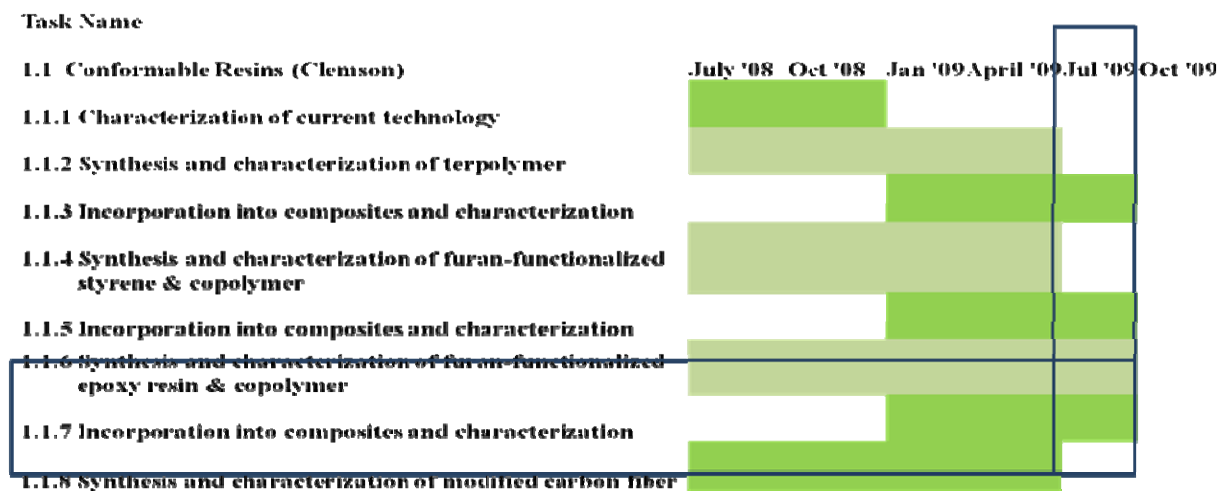 Task Name
1.1 Conformable Resins (Clemson) July '08 Oct '08 Jan '09 April '09 Jul '09 Oct '09
1.1.1 Characterization of current technology
1.1.2 Synthesis and characterization of terpolymer
1.1.3 Incorporation into composites and characterization
1.1.4 Synthesis and characterization of furan-functionalized
styrene & copolymer
1.1.5 Incorporation into composites and characterization
1.1.6 Synthesis and characterization of furan-functionalized
epoxy resin & copolymer
1.1.7 Incorporation into composites and characterization
1.1.8 Synthesis and characterization of modified carbon fiber